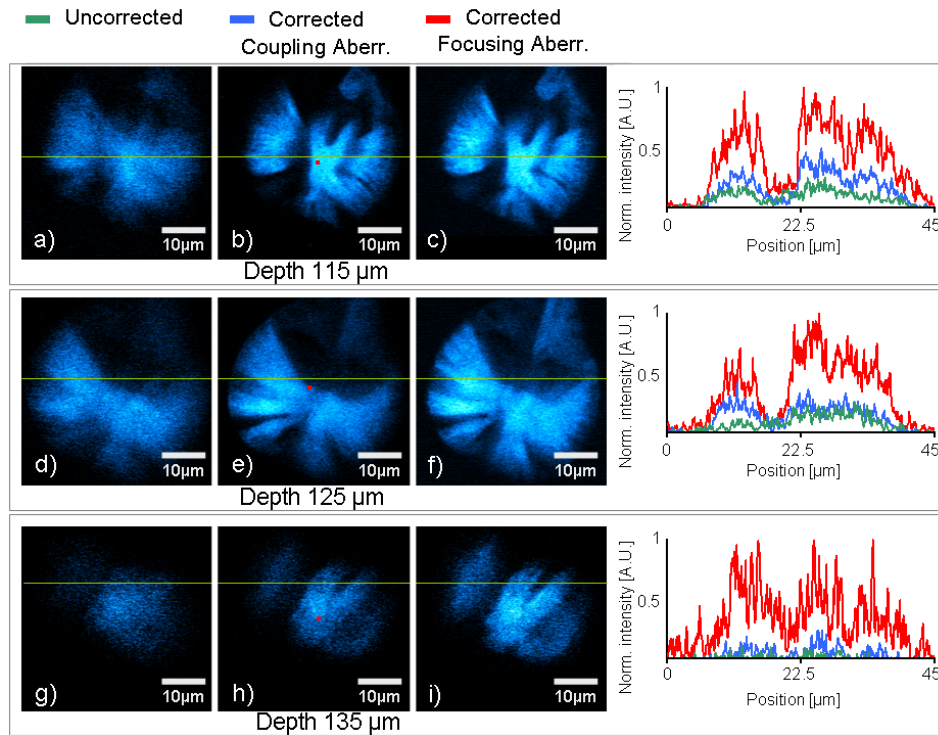 Uncorrected
Corrected
Coupling Aberr.
Corrected
Focusing Aberr.
a)
10µm
b)
10µm
c)
10µm
Depth 115 µm
Norm. intensity [A.U.]
1
0.5
0
22.5
45
Position [µm]
d)
10µm
e)
10µm
f)
10µm
Depth 125 µm
Norm. intensity [A.U.]
1
0.5
0
22.5
45
Position [µm]
g)
10µm
h)
10µm
i)
10µm
Depth 135 µm
Norm. intensity [A.U.]
1
0.5
0
22.5
45
Position [µm]